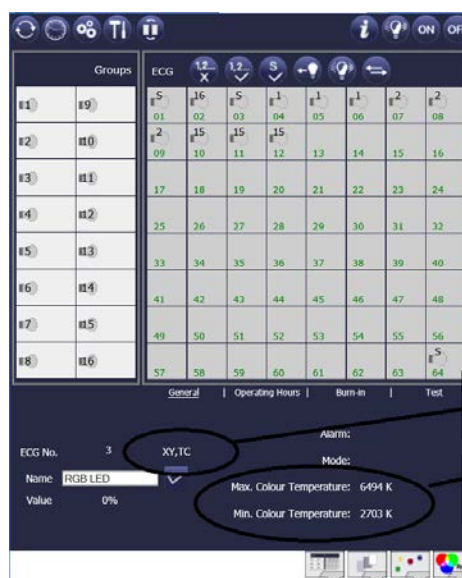 1,2... 1,2... S i ON OFF
X
Groups ECG
1 9 S 16 S 1 1 1 2 2
01 02 03 04 05 06 07 08
2 10 2 15 15 15
09 10 11 12 13 14 15 16
3 11
17 18 19 20 21 22 23 24
4 12
25 26 27 28 29 30 31 32
5 13
33 34 35 36 37 38 39 40
6 14
41 42 43 44 45 46 47 48
7 15
49 50 51 52 53 54 55 56
8 16 S
57 58 59 60 61 62 63 64
General | Operating Hours | Burn-in | Test
Alarm:
ECG No. 3 XY,TC
Mode:
Name RGB LED
Max. Colour Temperature: 6494 K
Value 0%
Min. Colour Temperature: 2703 K